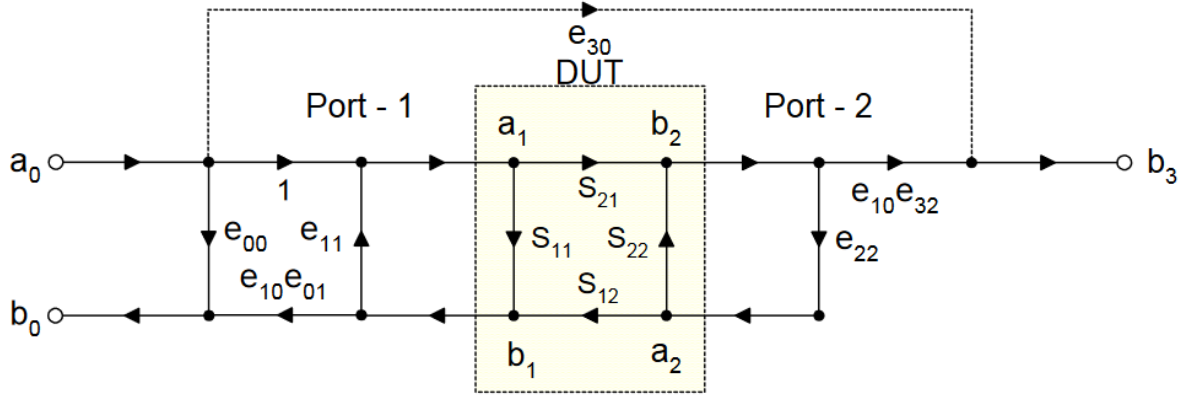 e₃₀
DUT
Port - 1
Port - 2
a₁
b₂
a₀
b₃
1
S₂₁
e₁₀e₃₂
e₀₀
e₁₁
S₁₁
S₂₂
e₂₂
e₁₀e₀₁
S₁₂
b₀
b₁
a₂